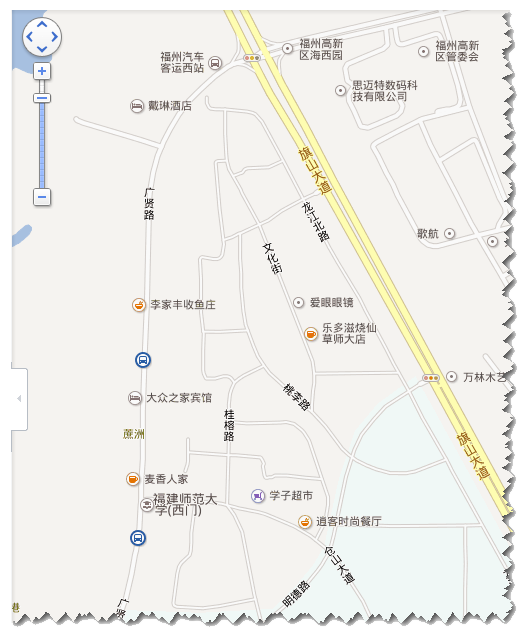 福州高新
区海西园
福州高新
区管委会
福州汽车
客运西站
思迈特数码科
技有限公司
戴琳酒店
旗山大道
广贤路
龙江北路
歌航
文化街
李家丰收鱼庄
爱眼眼镜
乐多滋烧仙
草师大店
万林木艺
大众之家宾馆
桃李路
桂榕路
蔗洲
旗山大道
麦香人家
福建师范大
学(西门)
学子超市
逍客时尚餐厅
仓山大道
明德路
广贤
港